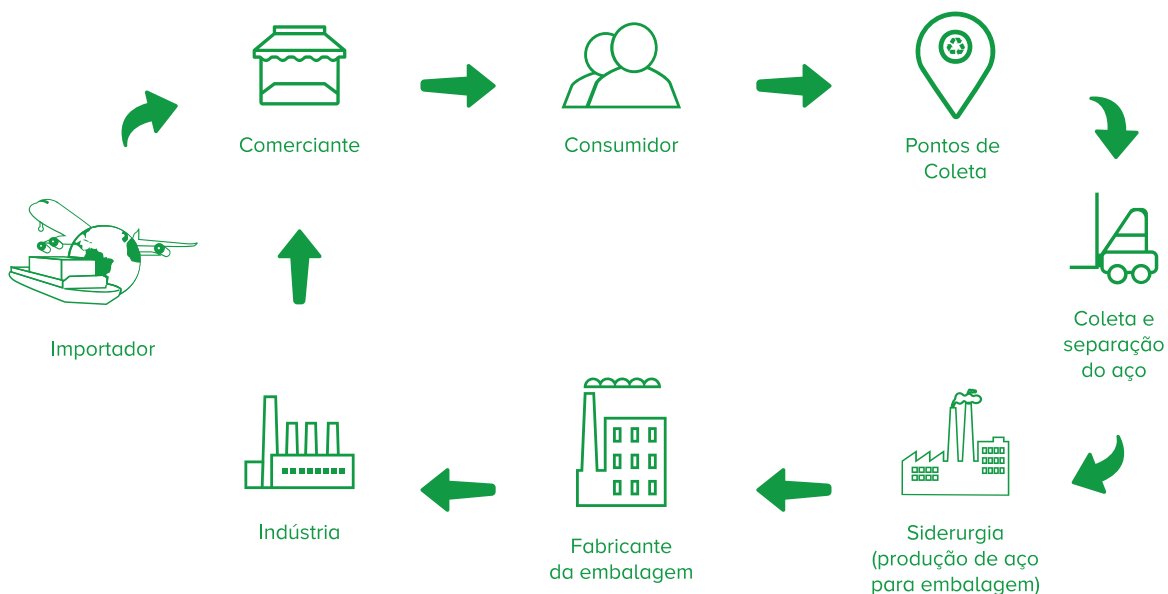 Comerciante
Consumidor
Pontos de
Coleta
Importador
Coleta e
separação
do aço
Indústria
Fabricante
da embalagem
Siderurgia
(produção de aço
para embalagem)